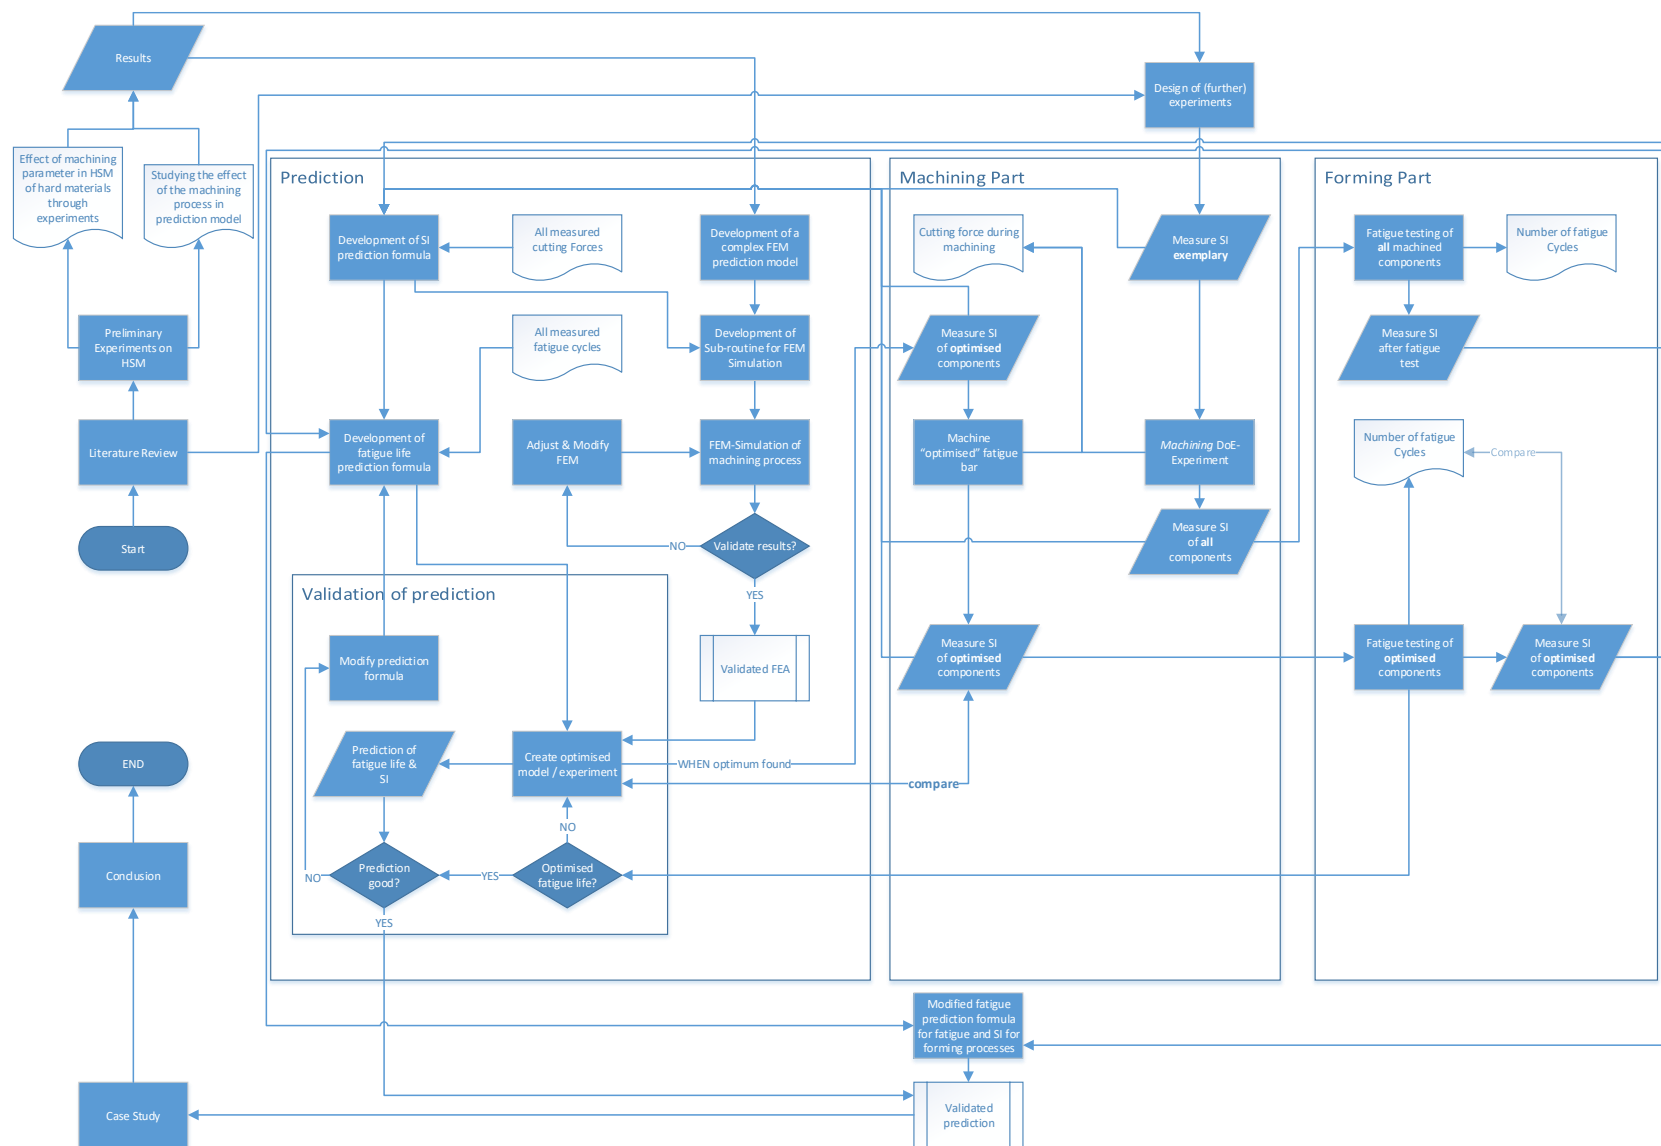 Results
Design of (further)
experiments
Effect of machining
parameter in HSM
of hard materials
through
experiments
Studying the effect
of the machining
process in
prediction model
Preliminary
Experiments on
HSM
Literature Review
Start
END
Conclusion
Case Study
Prediction
Development of SI
prediction formula
All measured
cutting Forces
Development of a
complex FEM
prediction model
All measured
fatigue cycles
Development of
Sub-routine for FEM
Simulation
Development of
fatigue life
prediction formula
Adjust & Modify
FEM
FEM-Simulation of
machining process
NO
Validate results?
YES
Validated FEA
Validation of prediction
Modify prediction
formula
Prediction of
fatigue life &
SI
Create optimised
model / experiment
WHEN optimum found
compare
NO
Prediction
good?
NO
YES
Optimised
fatigue life?
YES
Machining Part
Cutting force during
machining
Measure SI
exemplary
Measure SI
of optimised
components
Machine
"optimised" fatigue
bar
Machining DoE-
Experiment
Measure SI
of all
components
Measure SI
of optimised
components
Forming Part
Fatigue testing of
all machined
components
Number of fatigue
Cycles
Measure SI
after fatigue
test
Number of fatigue
Cycles
Compare
Fatigue testing of
optimised
components
Measure SI
of optimised
components
Modified fatigue
prediction formula
for fatigue and SI for
forming processes
Validated
prediction